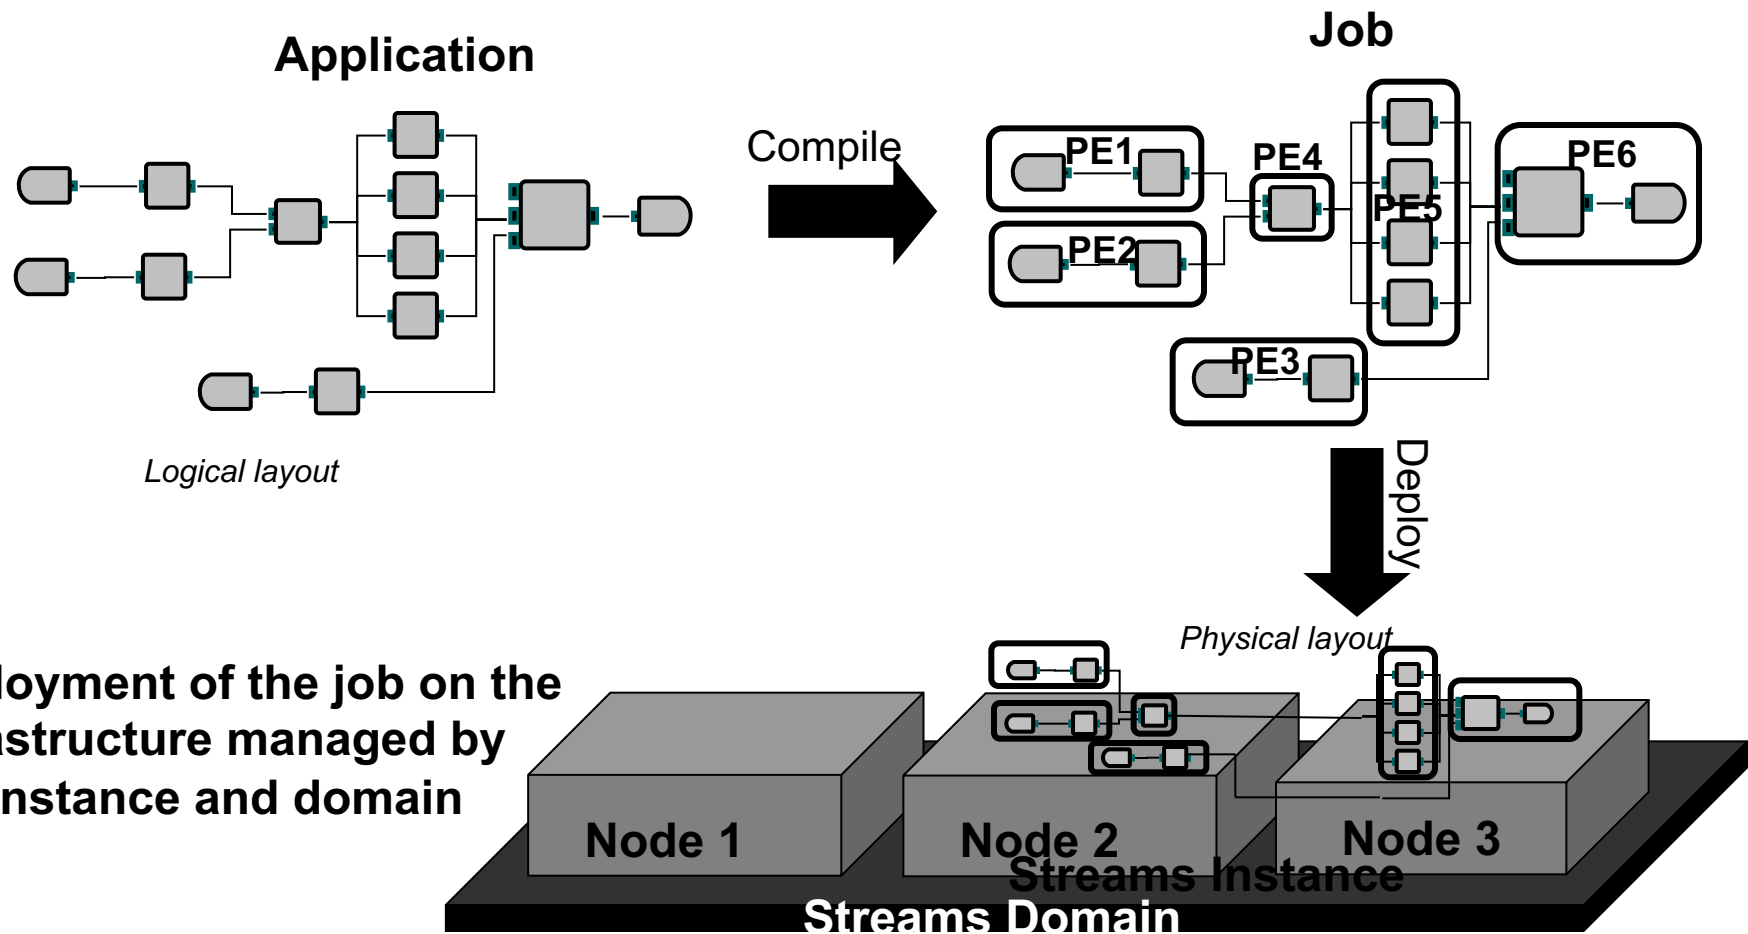 Application
Job
Compile
PE1
PE4
PE6
PE5
PE2
PE3
Logical layout
Deploy
Physical layout
loyment of the job on the
astructure managed by
nstance and domain
Node 1
Node 2
Node 3
Streams Instance
Streams Domain